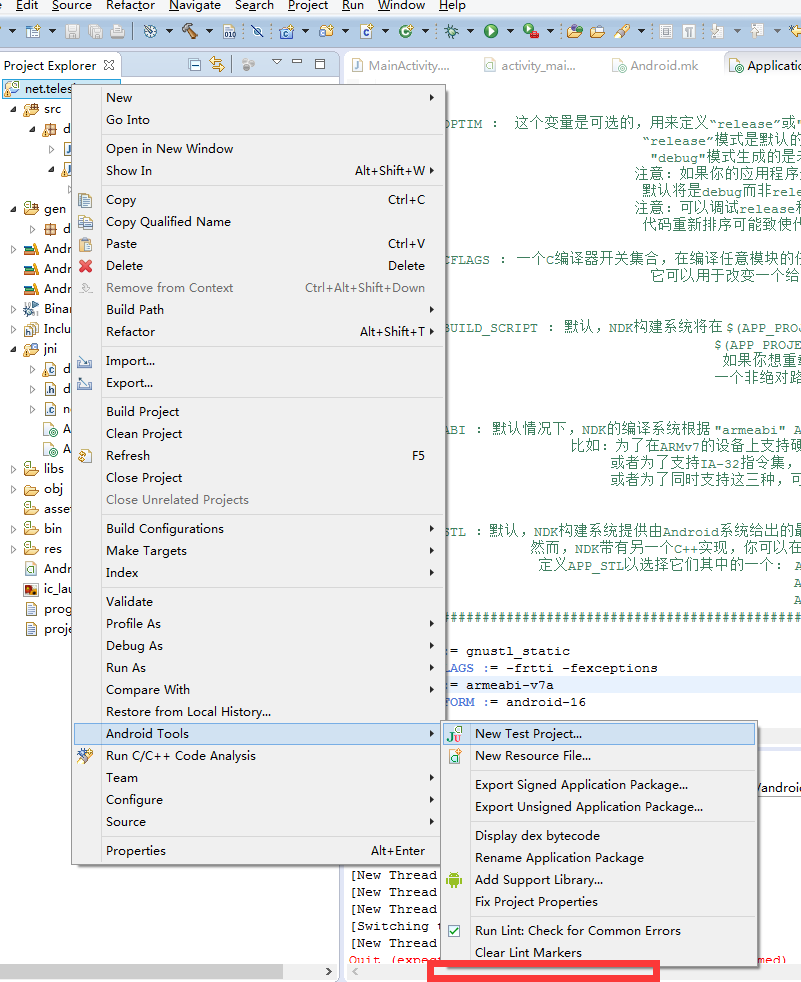 Edit Source Refactor Navigate Search Project Run Window Help
Project Explorer
MainActivity....
activity_mai...
Android.mk
Applicatio
net.teles
src
gen
jni
libs
obj
asse
bin
res
New
Go Into
Open in New Window
Show In Alt+Shift+W
Copy Ctrl+C
Copy Qualified Name
Paste Ctrl+V
Delete Delete
Remove from Context Ctrl+Alt+Shift+Down
Build Path
Refactor Alt+Shift+T
Import...
Export...
Build Project
Clean Project
Refresh F5
Close Project
Close Unrelated Projects
Build Configurations
Make Targets
Index
Validate
Profile As
Debug As
Run As
Compare With
Restore from Local History...
Android Tools
Run C/C++ Code Analysis
Team
Configure
Source
Properties Alt+Enter
New Test Project...
New Resource File...
Export Signed Application Package...
Export Unsigned Application Package...
Display dex bytecode
Rename Application Package
Add Support Library...
Fix Project Properties
Run Lint: Check for Common Errors
Clear Lint Markers
OPTIM : 这个变量是可选的，用来定义“release”或"
“release”模式是默认的
"debug"模式生成的是未
注意：如果你的应用程序
默认将是debug而非rele
注意：可以调试release和
代码重新排序可能致使代
CFLAGS : 一个C编译器开关集合，在编译任意模块的任
它可以用于改变一个给
BUILD_SCRIPT : 默认，NDK构建系统将在$(APP_PROJ
$(APP_PROJE
如果你想重载
一个非绝对路
ABI : 默认情况下，NDK的编译系统根据 "armeabi" A
比如：为了在ARMv7的设备上支持硬
或者为了支持IA-32指令集，
或者为了同时支持这三种，可
STL : 默认，NDK构建系统提供由Android系统给出的最
然而，NDK带有另一个C++实现，你可以在
定义APP_STL以选择它们其中的一个： A
:= gnustl_static
LAGS := -frtti -fexceptions
:= armeabi-v7a
FORM := android-16
/androi
[New Thread
[New Thread
[New Thread
[Switching t
[New Thread
Quit (expec
med)